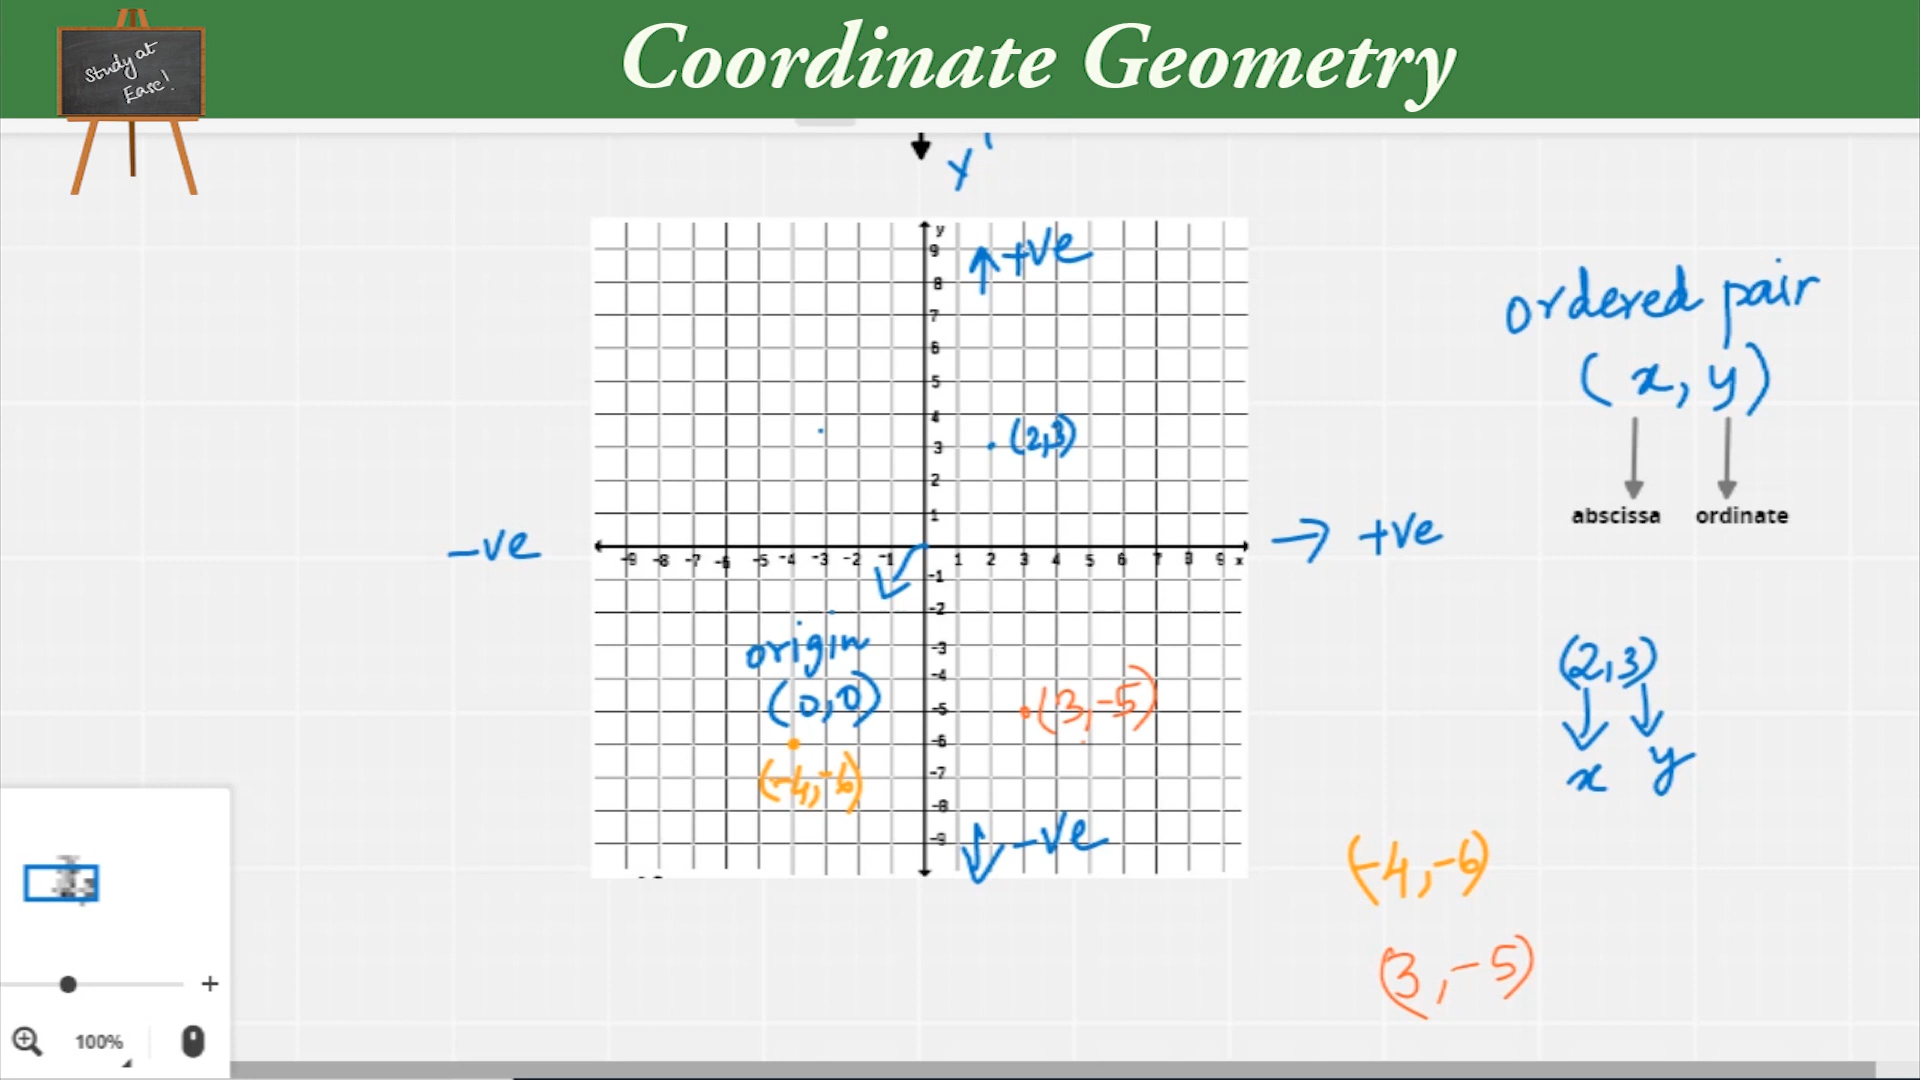 Coordinate Geometry
Study at
Ease!
Y'
y
9
+ve
8
7
6
5
4
3
(2,3)
2
1
-ve
-9 -8 -7 -6 -5 -4 -3 -2 -1 1 2 3 4 5 6 7 8 9 x
→ +ve
-1
-2
-3
-4
-5
-6
-7
-8
-9
origin
(0,0)
(3,-5)
(-4,-6)
-ve
ordered pair
(x, y)
abscissa ordinate
(2,3)
x y
(-4,-6)
(3,-5)
+
100%